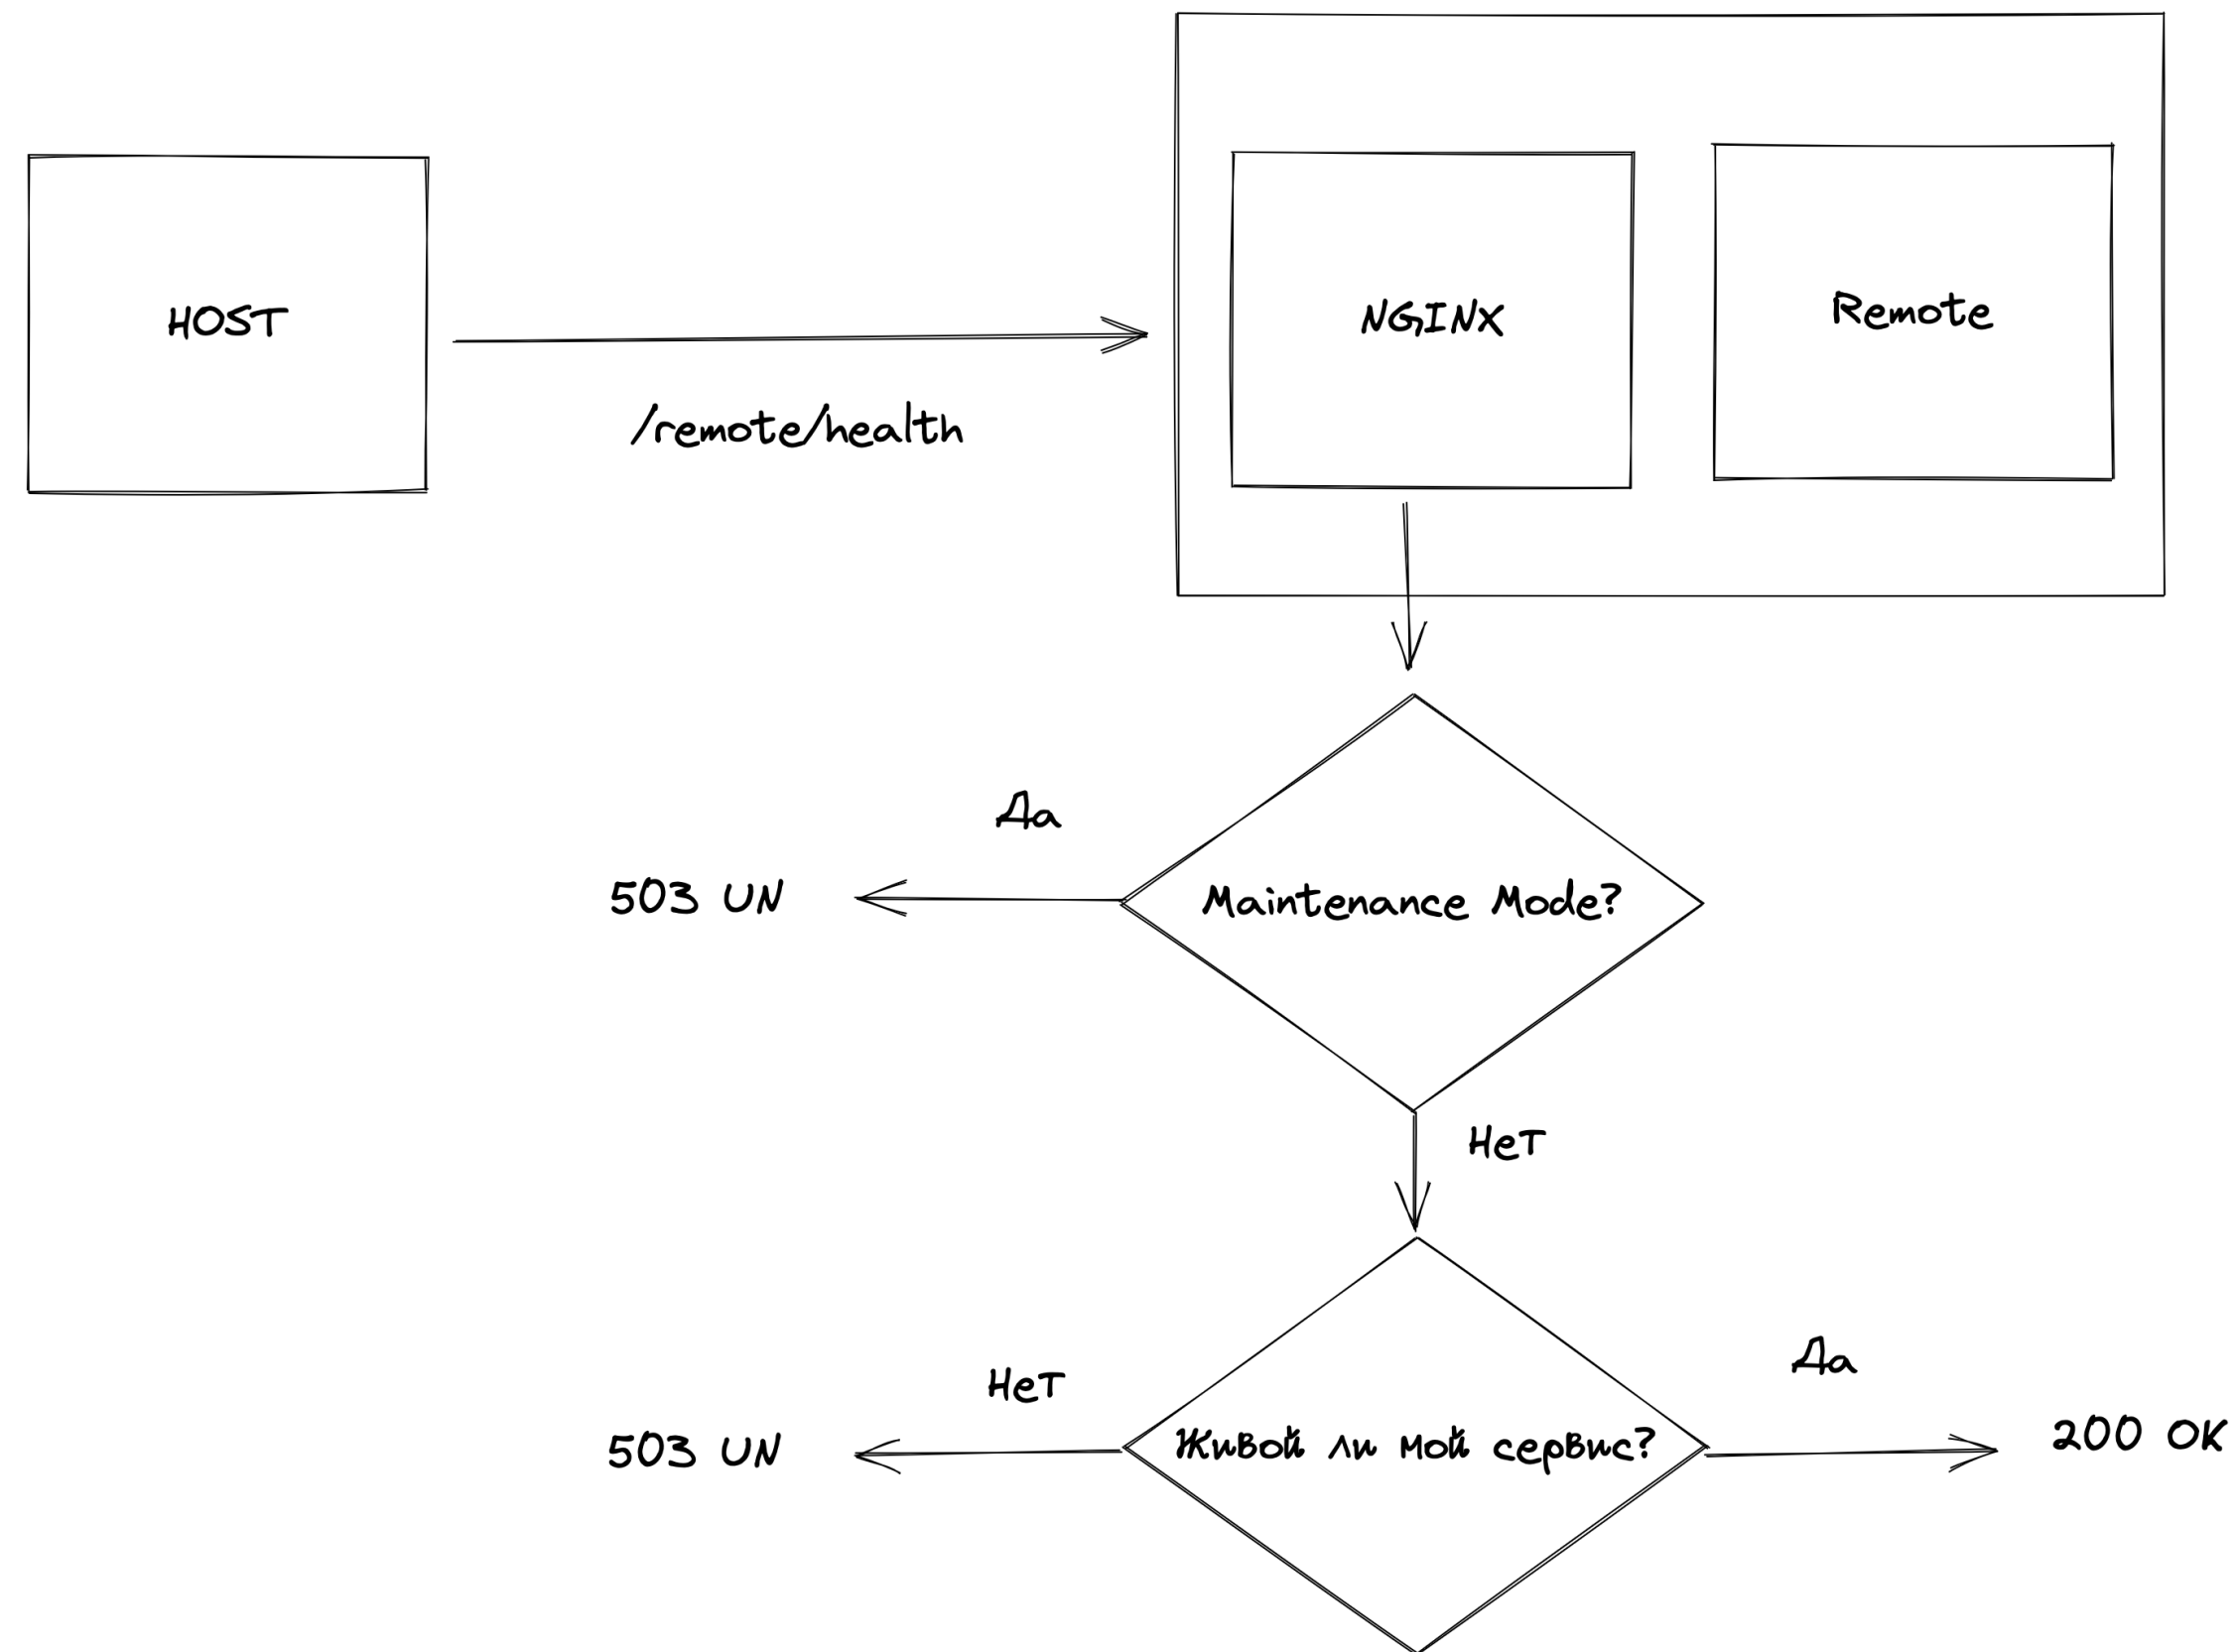 HOST
/remote/health
NGINX
Remote
Да
503 UN
Maintenance Mode?
Нет
Нет
503 UN
Живой ли мой сервис?
Да
200 OK